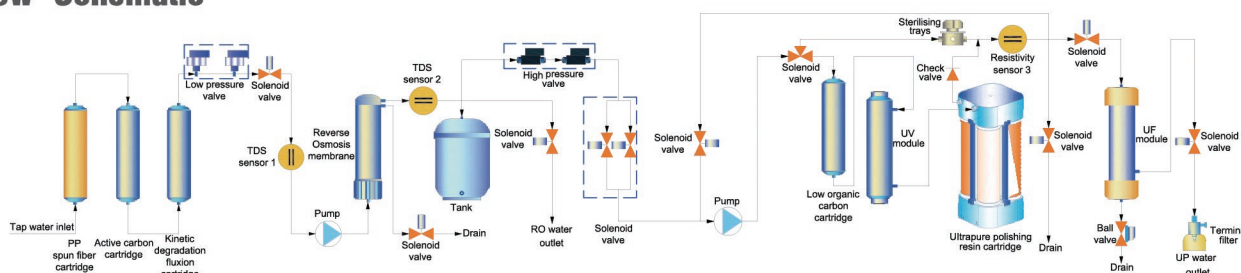 Schematic
Tap water inlet
PP
spun fiber
cartridge
Active carbon
cartridge
Kinetic
degradation
fluxion
cartridge
Low pressure
valve
Solenoid
valve
TDS
sensor 1
Pump
Reverse
Osmosis
membrane
TDS
sensor 2
Solenoid
valve
Drain
Tank
High pressure
valve
Solenoid
valve
RO water
outlet
Solenoid valve
Solenoid
valve
Pump
Solenoid
valve
Low organic
carbon
cartridge
UV
module
Sterilising
trays
Check
valve
Resistivity
sensor 3
Ultrapure polishing
resin cartridge
Solenoid
valve
Drain
Solenoid
valve
UF
module
Ball
valve
Drain
Solenoid
valve
Termin
filter
UP water
outlet